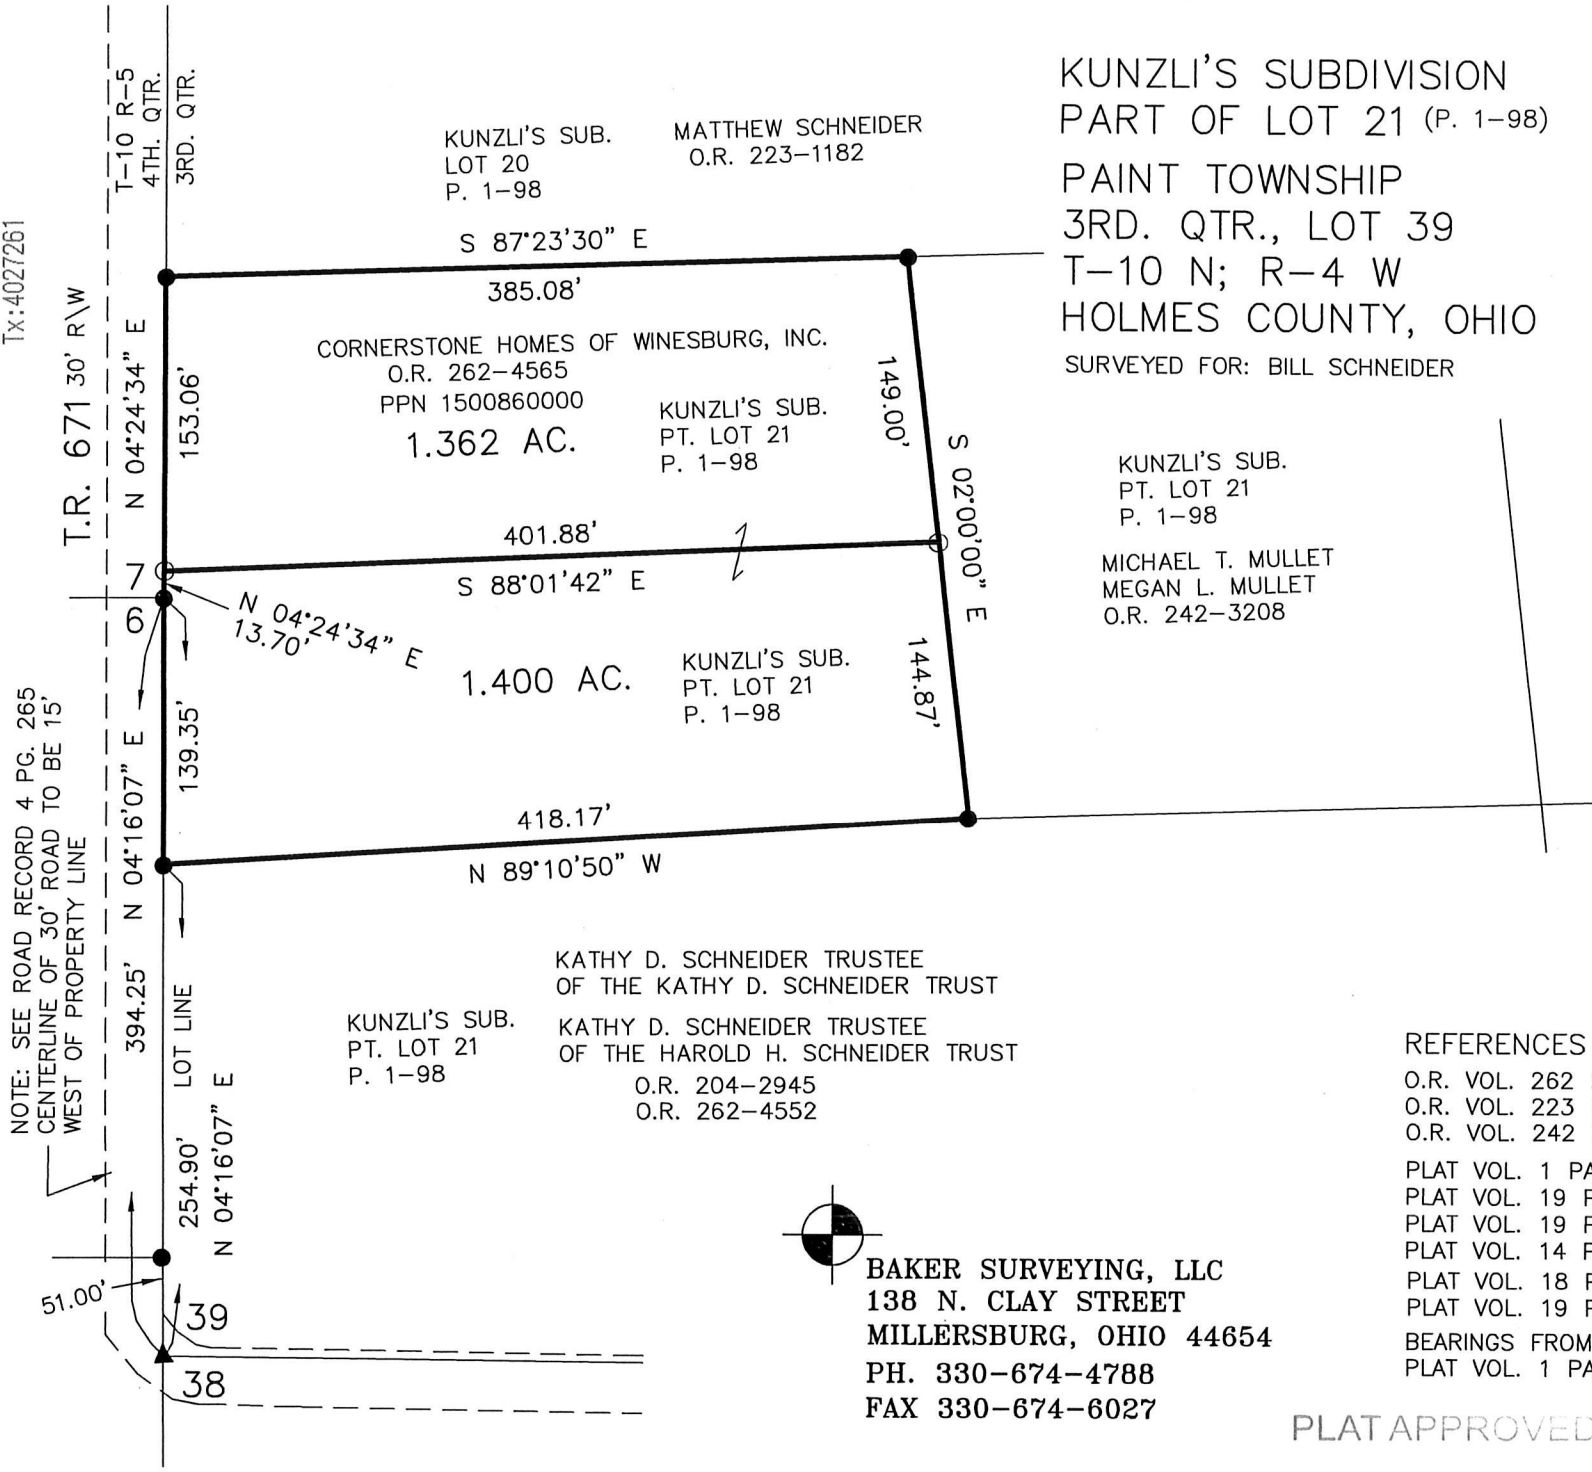 KUNZLI'S SUBDIVISION
PART OF LOT 21 (P. 1-98)
PAINT TOWNSHIP
3RD. QTR., LOT 39
T-10 N; R-4 W
HOLMES COUNTY, OHIO
SURVEYED FOR: BILL SCHNEIDER
Tx:4027261
T-10 R-5
4TH. QTR.
3RD. QTR.
KUNZLI'S SUB.
LOT 20
P. 1-98
MATTHEW SCHNEIDER
O.R. 223-1182
S 87°23'30" E
385.08'
T.R. 671 30' R\W
N 04°24'34" E
153.06'
CORNERSTONE HOMES OF WINESBURG, INC.
O.R. 262-4565
PPN 1500860000
1.362 AC.
KUNZLI'S SUB.
PT. LOT 21
P. 1-98
149.00'
S 02°00'00" E
KUNZLI'S SUB.
PT. LOT 21
P. 1-98
MICHAEL T. MULLET
MEGAN L. MULLET
O.R. 242-3208
401.88'
S 88°01'42" E
7
6
N 04°24'34" E
13.70'
1.400 AC.
KUNZLI'S SUB.
PT. LOT 21
P. 1-98
144.87'
139.35'
N 04°16'07" E
394.25'
418.17'
N 89°10'50" W
NOTE: SEE ROAD RECORD 4 PG. 265
CENTERLINE OF 30' ROAD TO BE 15'
WEST OF PROPERTY LINE
KATHY D. SCHNEIDER TRUSTEE
OF THE KATHY D. SCHNEIDER TRUST
KUNZLI'S SUB.
PT. LOT 21
P. 1-98
KATHY D. SCHNEIDER TRUSTEE
OF THE HAROLD H. SCHNEIDER TRUST
O.R. 204-2945
O.R. 262-4552
254.90' LOT LINE
N 04°16'07" E
51.00'
39
38
BAKER SURVEYING, LLC
138 N. CLAY STREET
MILLERSBURG, OHIO 44654
PH. 330-674-4788
FAX 330-674-6027
REFERENCES
O.R. VOL. 262
O.R. VOL. 223
O.R. VOL. 242
PLAT VOL. 1 PA
PLAT VOL. 19 P
PLAT VOL. 19 P
PLAT VOL. 14 P
PLAT VOL. 18 P
PLAT VOL. 19 P
BEARINGS FROM
PLAT VOL. 1 PA
PLAT APPROVED